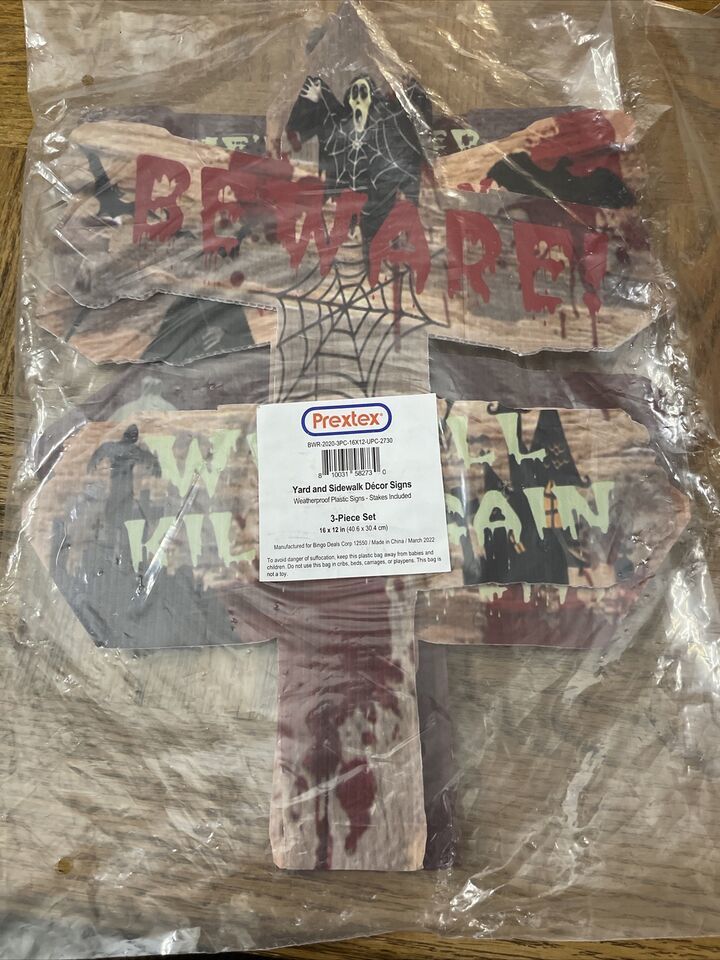 BEWARE!
Prextex®
BWR-2020-3PC-16X12-UPC-2730
8 10031 58273 0
Yard and Sidewalk Décor Signs
Weatherproof Plastic Signs - Stakes Included
3-Piece Set
16 x 12 in (40.6 x 30.4 cm)
Manufactured for Bingo Deals Corp 12550 / Made in China / March 2022
To avoid danger of suffocation, keep this plastic bag away from babies and
children. Do not use this bag in cribs, beds, carriages, or playpens. This bag is
not a toy.